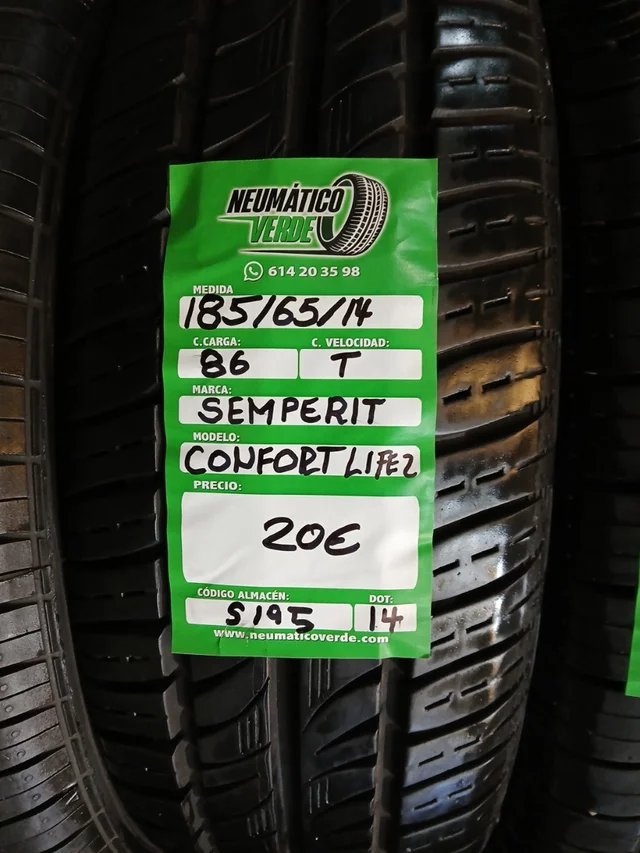 NEUMÁTICO
VERDE
614 20 35 98
MEDIDA
185/65/14
C.CARGA: C. VELOCIDAD:
86 T
MARCA:
SEMPERIT
MODELO:
CONFORTLIFE2
PRECIO:
20€
CÓDIGO ALMACÉN: DOT:
S195 14
www.neumaticoverde.com